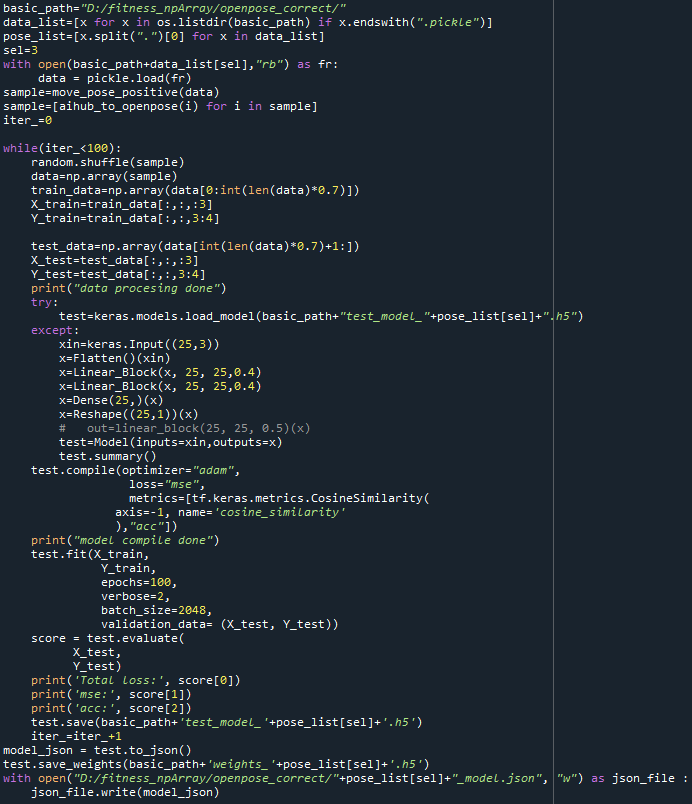 basic_path="D:/fitness_npArray/openpose_correct/"
data_list=[x for x in os.listdir(basic_path) if x.endswith(".pickle")]
pose_list=[x.split(".")[0] for x in data_list]
sel=3
with open(basic_path+data_list[sel],"rb") as fr:
     data = pickle.load(fr)
sample=move_pose_positive(data)
sample=[aihub_to_openpose(i) for i in sample]
iter_=0

while(iter_<100):
    random.shuffle(sample)
    data=np.array(sample)
    train_data=np.array(data[0:int(len(data)*0.7)])
    X_train=train_data[:,:,:3]
    Y_train=train_data[:,:,3:4]

    test_data=np.array(data[int(len(data)*0.7)+1:])
    X_test=test_data[:,:,:3]
    Y_test=test_data[:,:,3:4]
    print("data procesing done")
    try:
        test=keras.models.load_model(basic_path+"test_model_"+pose_list[sel]+".h5")
    except:
        xin=keras.Input((25,3))
        x=Flatten()(xin)
        x=Linear_Block(x, 25, 25,0.4)
        x=Linear_Block(x, 25, 25,0.4)
        x=Dense(25,)(x)
        x=Reshape((25,1))(x)
        #   out=linear_block(25, 25, 0.5)(x)
        test=Model(inputs=xin,outputs=x)
        test.summary()
    test.compile(optimizer="adam",
                  loss="mse",
                  metrics=[tf.keras.metrics.CosineSimilarity(
                axis=-1, name='cosine_similarity'
                ),"acc"])
    print("model compile done")
    test.fit(X_train,
              Y_train,
              epochs=100,
              verbose=2,
              batch_size=2048,
              validation_data= (X_test, Y_test))
    score = test.evaluate(
          X_test,
          Y_test)
    print('Total loss:', score[0])
    print('mse:', score[1])
    print('acc:', score[2])
    test.save(basic_path+'test_model_'+pose_list[sel]+'.h5')
    iter_=iter_+1
model_json = test.to_json()
test.save_weights(basic_path+'weights_'+pose_list[sel]+'.h5')
with open("D:/fitness_npArray/openpose_correct/"+pose_list[sel]+"_model.json", "w") as json_file :
    json_file.write(model_json)